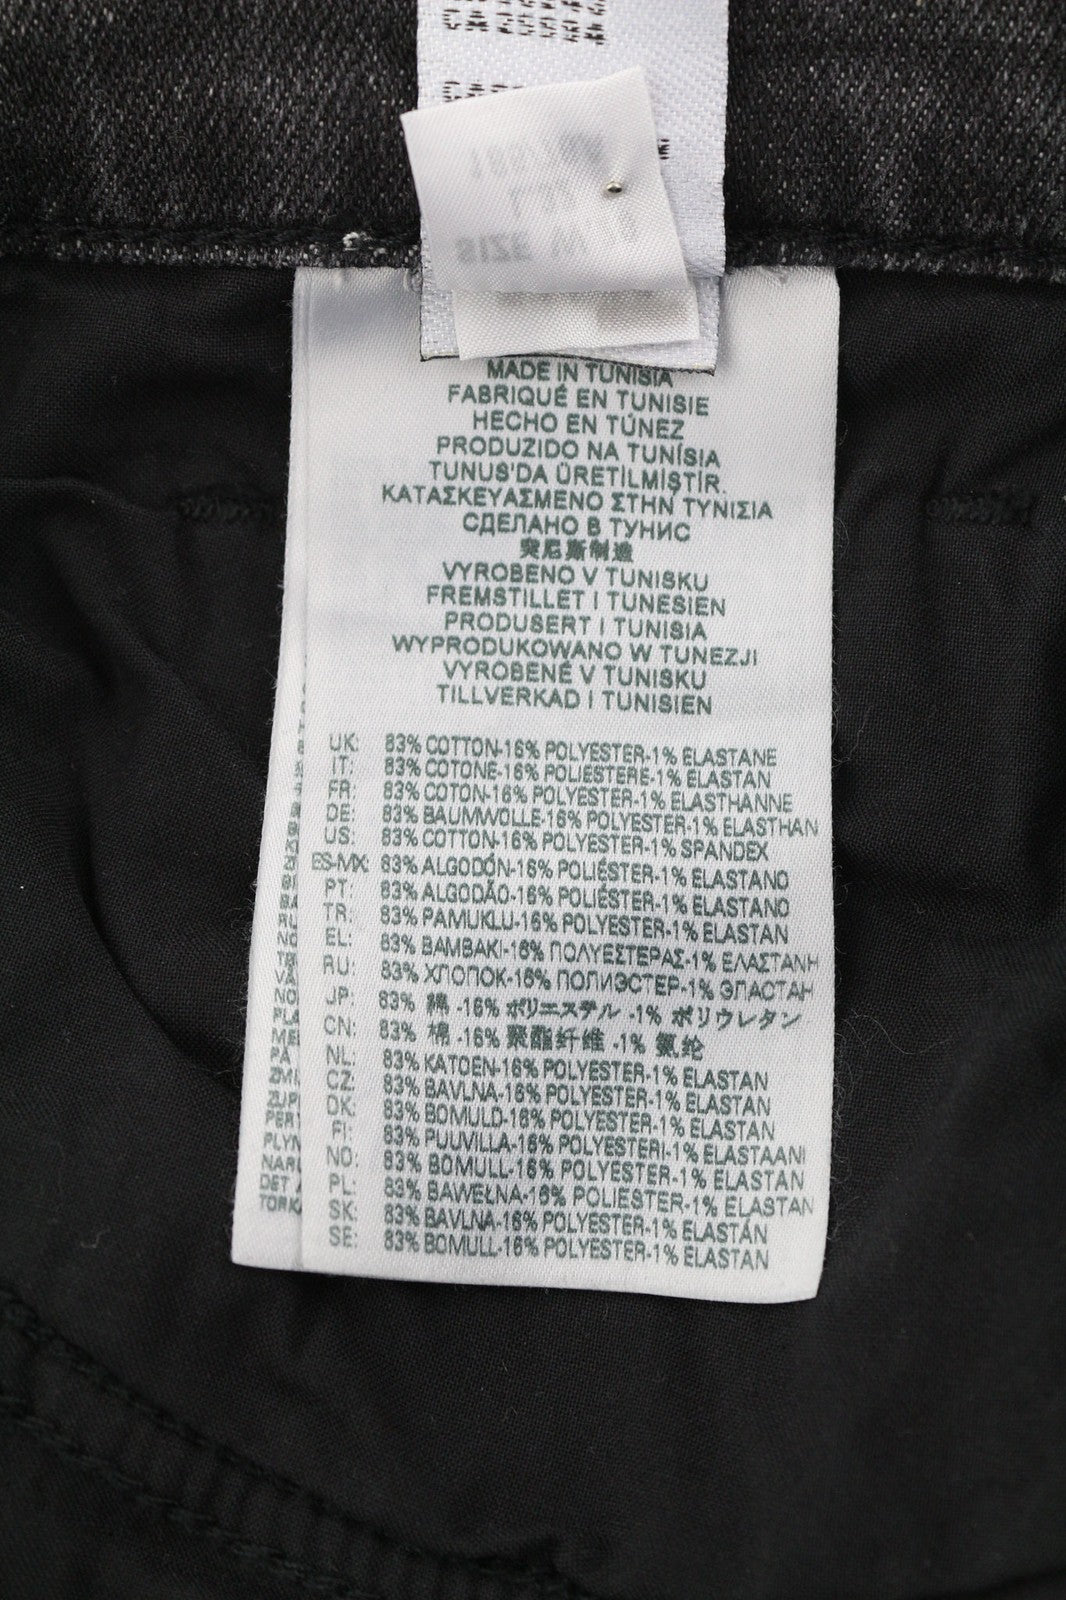 SIZE W
MADE IN TUNISIA
FABRIQUÉ EN TUNISIE
HECHO EN TÚNEZ
PRODUZIDO NA TUNÍSIA
TUNUS'DA ÜRETİLMİŞTİR.
ΚΑΤΑΣΚΕΥΑΣΜΕΝΟ ΣΤΗΝ ΤΥΝΙΣΙΑ
СДЕЛАНО В ТУНИС
突尼斯制造
VYROBENO V TUNISKU
FREMSTILLET I TUNESIEN
PRODUSERT I TUNISIA
WYPRODUKOWANO W TUNEZJI
VYROBENÉ V TUNISKU
TILLVERKAD I TUNISIEN
UK: 83% COTTON-16% POLYESTER-1% ELASTANE
IT: 83% COTONE-16% POLIESTERE-1% ELASTAN
FR: 83% COTON-16% POLYESTER-1% ELASTHANNE
DE: 83% BAUMWOLLE-16% POLYESTER-1% ELASTHAN
US: 83% COTTON-16% POLYESTER-1% SPANDEX
ES-MX: 83% ALGODÓN-16% POLIÉSTER-1% ELASTANO
PT: 83% ALGODÃO-16% POLIÉSTER-1% ELASTANO
TR: 83% PAMUKLU-16% POLYESTER-1% ELASTAN
EL: 83% ΒΑΜΒΑΚΙ-16% ΠΟΛΥΕΣΤΕΡΑΣ-1% ΕΛΑΣΤΑΝΗ
RU: 83% ХЛОПОК-16% ПОЛИЭСТЕР-1% ЭЛАСТАН
JP: 83% 綿 -16% ポリエステル -1% ポリウレタン
CN: 83% 棉 -16% 聚酯纤维 -1% 氨纶
NL: 83% KATOEN-16% POLYESTER-1% ELASTAN
CZ: 83% BAVLNA-16% POLYESTER-1% ELASTAN
DK: 83% BOMULD-16% POLYESTER-1% ELASTAN
FI: 83% PUUVILLA-16% POLYESTER-1% ELASTAANI
NO: 83% BOMULL-16% POLYESTER-1% ELASTAN
PL: 83% BAWEŁNA-16% POLIESTER-1% ELASTAN
SK: 83% BAVLNA-16% POLYESTER-1% ELASTÁN
SE: 83% BOMULL-16% POLYESTER-1% ELASTAN